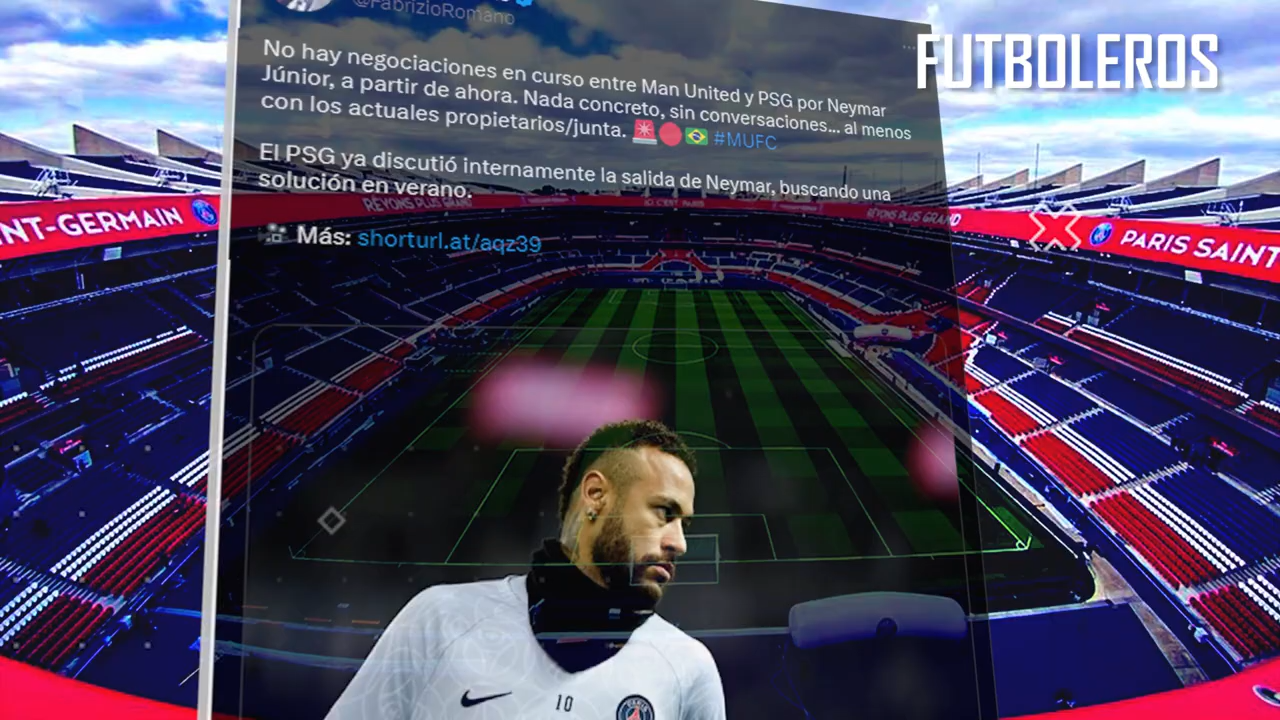 @FabrizioRomano
FUTBOLEROS
No hay negociaciones en curso entre Man United y PSG por Neymar
Júnior, a partir de ahora. Nada concreto, sin conversaciones... al menos
con los actuales propietarios/junta. 🚨🔴🇧🇷 #MUFC
El PSG ya discutió internamente la salida de Neymar, buscando una
solución en verano.
Más: shorturl.at/aqz39
NT-GERMAIN
RÊVONS PLUS GRAND
ICI C'EST PARIS
RÊVONS PLUS GRAND
PARIS SAINT
10
PARIS